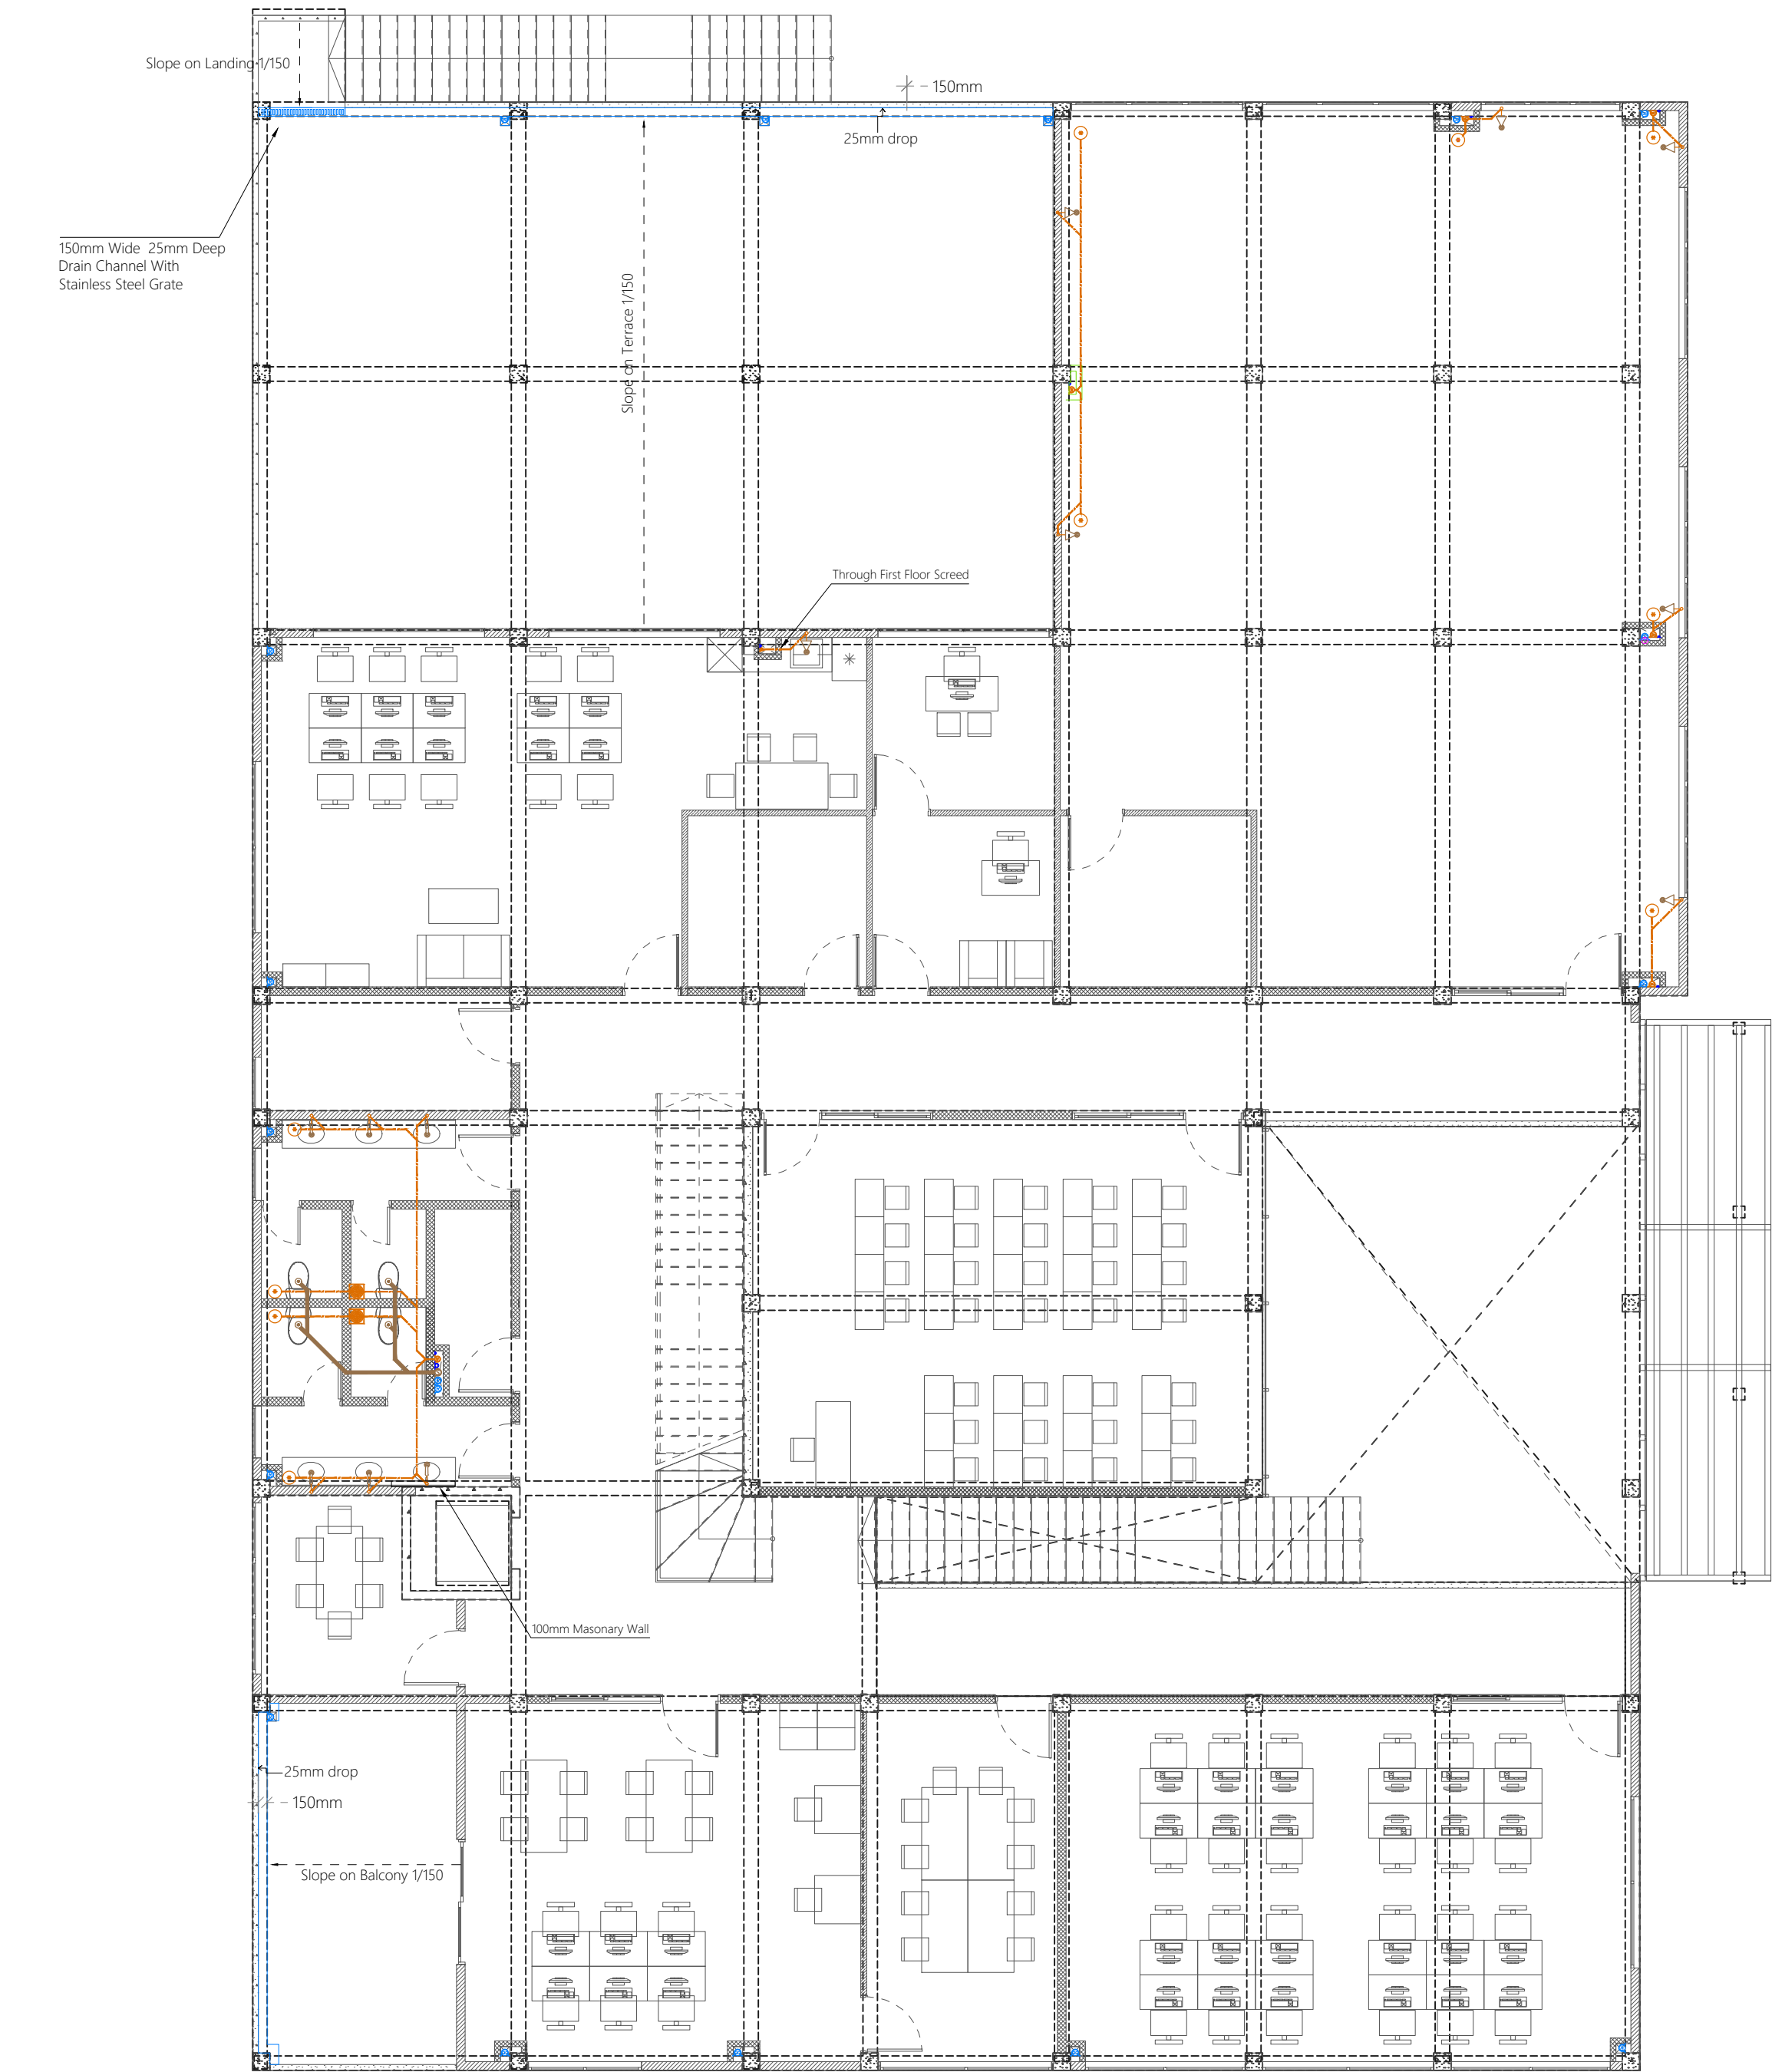 Slope on Landing 1/150
150mm
25mm drop
150mm Wide 25mm Deep
Drain Channel With
Stainless Steel Grate
Slope on Terrace 1/150
Through First Floor Screed
100mm Masonary Wall
25mm drop
150mm
Slope on Balcony 1/150